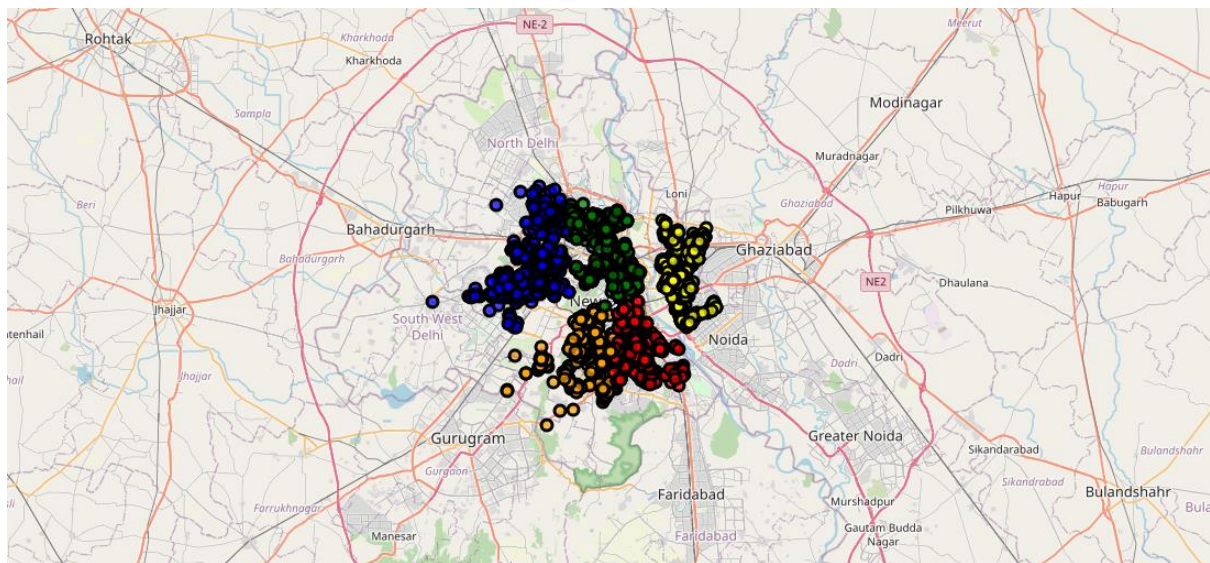 NE-2
Meerut
Rohtak
Kharkhoda
Kharkhoda
Modinagar
Sampla
North Delhi
Muradnagar
Loni
Hapur
Hapur
Babugarh
Beri
Ghaziabad
Pilkhuwa
Bahadurgarh
Ghaziabad
Bahadurgarh
NE2
Dhaulana
New
Jhajjar
South West
Delhi
Noida
Dadri
Dadri
Jhajjar
Gurugram
Greater Noida
Sikandarabad
Bulandshahr
Gurgaon
Sikandrabad
Faridabad
Bulandshahr
Farrukhnagar
Murshadpur
Manesar
Faridabad
Gautam Budda
Nagar